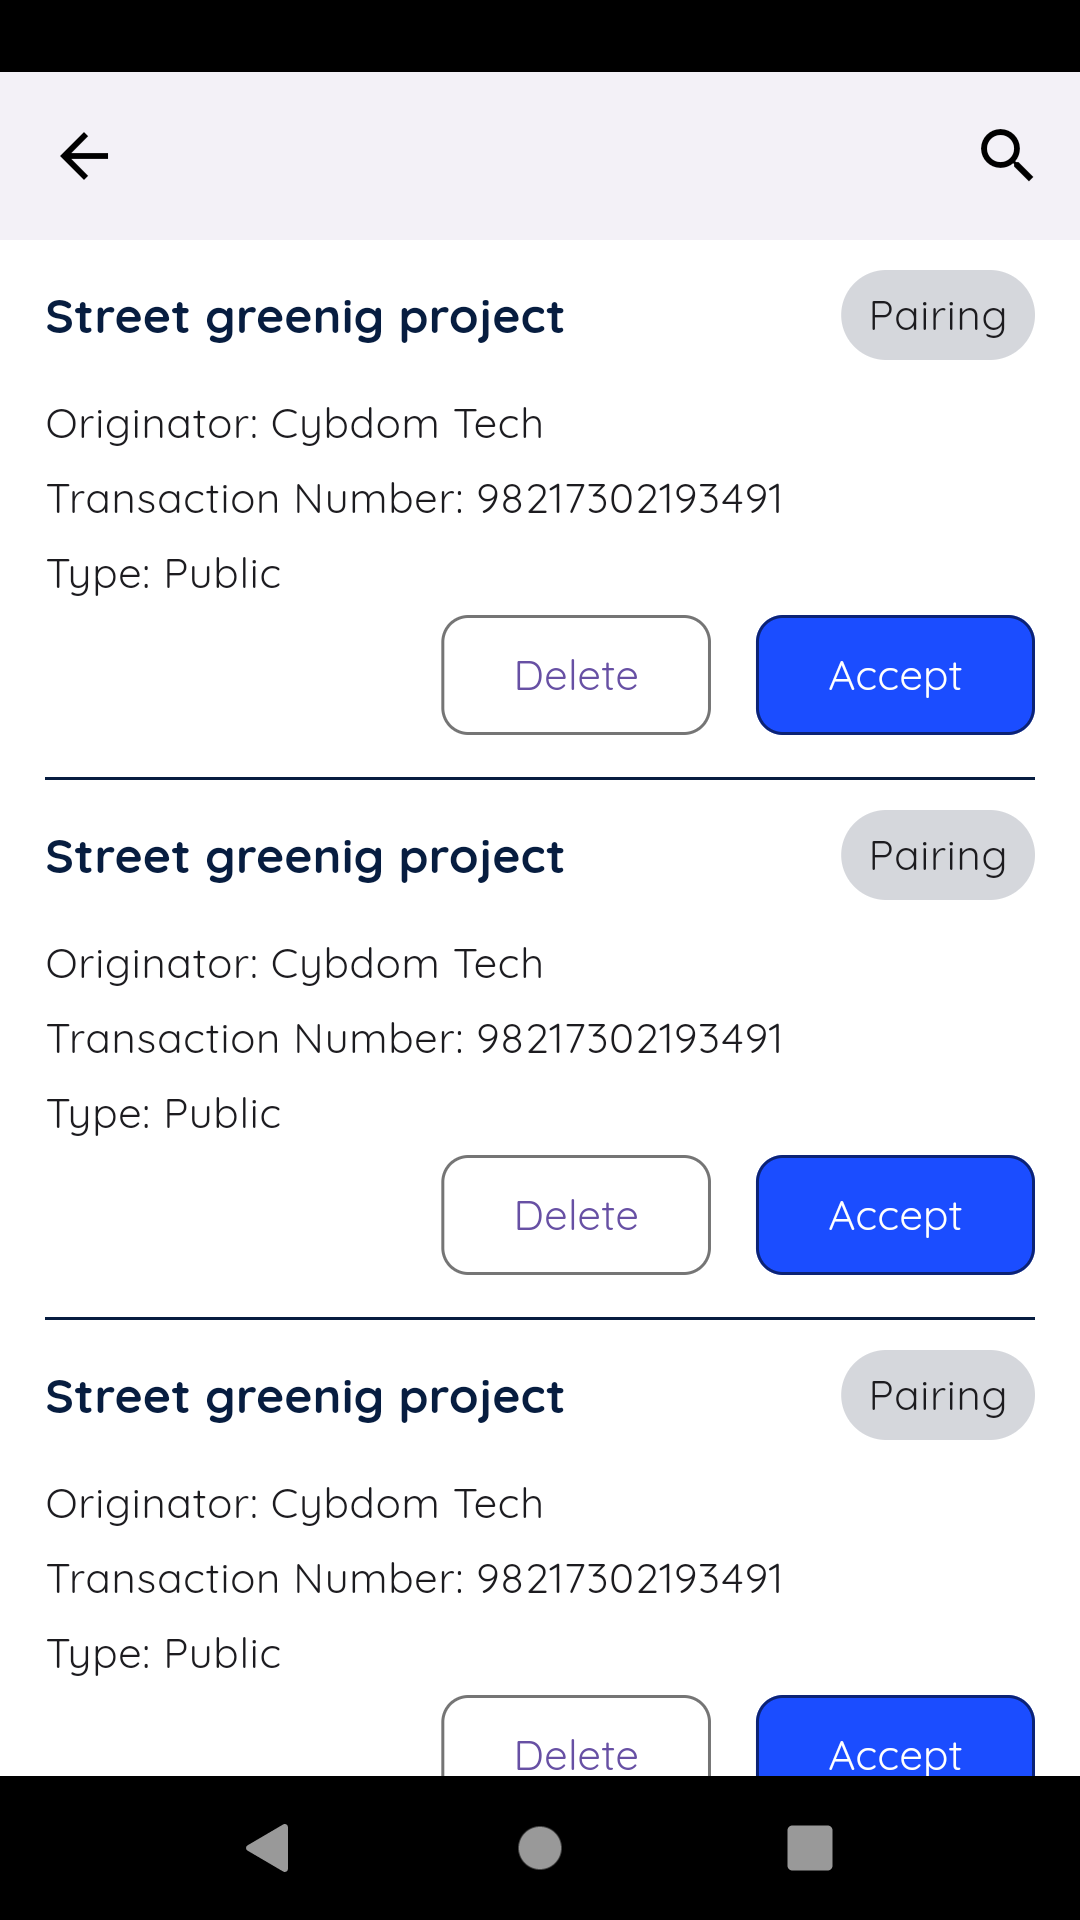 Street greenig project Pairing
Originator: Cybdom Tech
Transaction Number: 98217302193491
Type: Public
Delete Accept
Street greenig project Pairing
Originator: Cybdom Tech
Transaction Number: 98217302193491
Type: Public
Delete Accept
Street greenig project Pairing
Originator: Cybdom Tech
Transaction Number: 98217302193491
Type: Public
Delete Accept